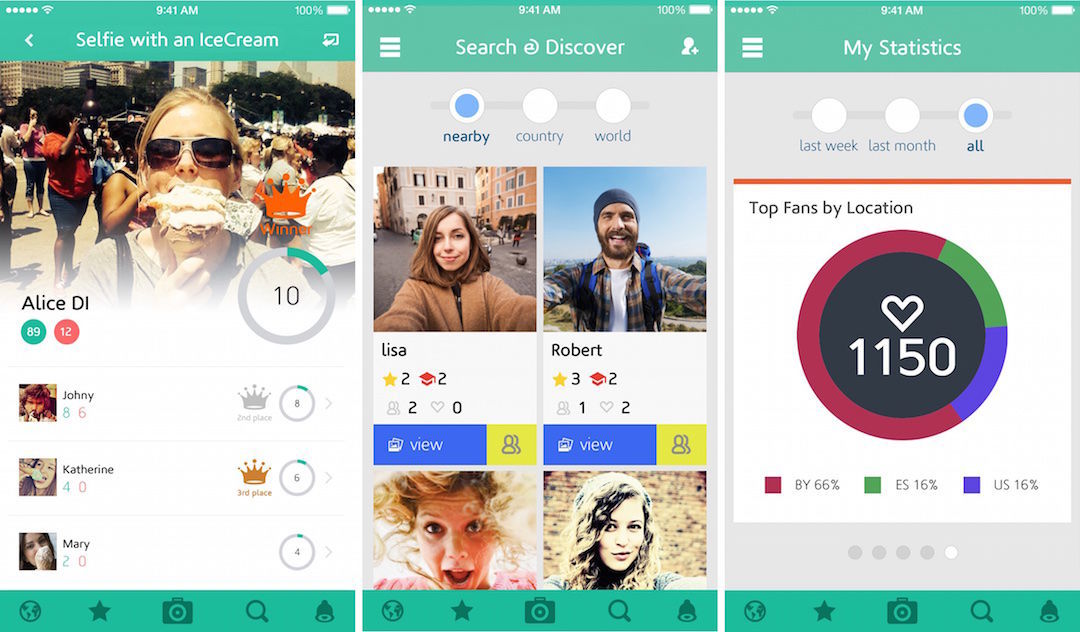 9:41 AM 100%
Selfie with an IceCream
Winner
10
Alice DI
89 12
Johny
8 6
2nd place
8
Katherine
4 0
3rd place
6
Mary
2 0
4
9:41 AM 100%
Search Discover
nearby country world
lisa
2 2
2 0
view
Robert
3 2
1 2
view
9:41 AM 100%
My Statistics
last week last month all
Top Fans by Location
1150
BY 66% ES 16% US 16%